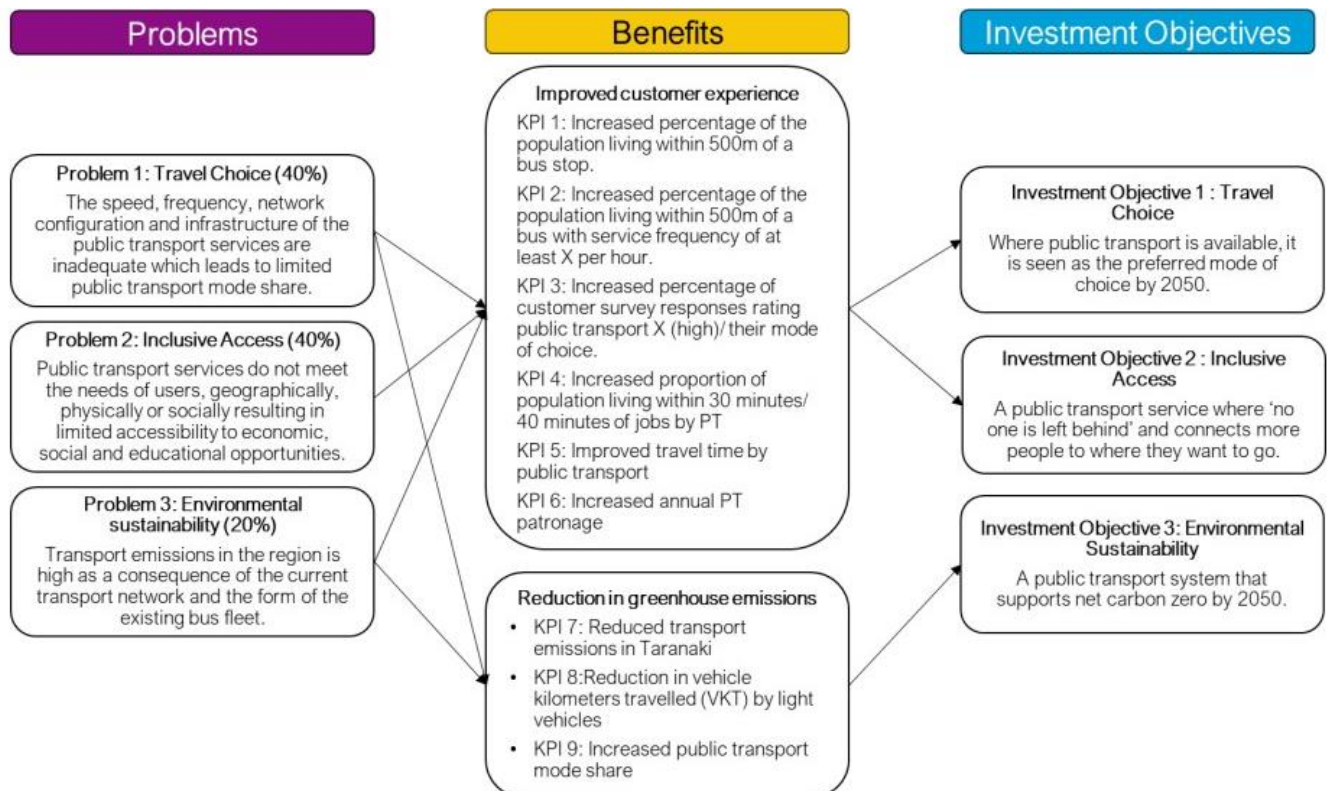 Problems
Benefits
Investment Objectives
Problem 1: Travel Choice (40%)
The speed, frequency, network
configuration and infrastructure of the
public transport services are
inadequate which leads to limited
public transport mode share.
Problem 2: Inclusive Access (40%)
Public transport services do not meet
the needs of users, geographically,
physically or socially resulting in
limited accessibility to economic,
social and educational opportunities.
Problem 3: Environmental
sustainability (20%)
Transport emissions in the region is
high as a consequence of the current
transport network and the form of the
existing bus fleet.
Improved customer experience
KPI 1: Increased percentage of the
population living within 500m of a
bus stop.
KPI 2: Increased percentage of the
population living within 500m of a
bus with service frequency of at
least X per hour.
KPI 3: Increased percentage of
customer survey responses rating
public transport X (high)/ their mode
of choice.
KPI 4: Increased proportion of
population living within 30 minutes/
40 minutes of jobs by PT
KPI 5: Improved travel time by
public transport
KPI 6: Increased annual PT
patronage
Reduction in greenhouse emissions
• KPI 7: Reduced transport
emissions in Taranaki
• KPI 8:Reduction in vehicle
kilometers travelled (VKT) by light
vehicles
• KPI 9: Increased public transport
mode share
Investment Objective 1 : Travel
Choice
Where public transport is available, it
is seen as the preferred mode of
choice by 2050.
Investment Objective 2 : Inclusive
Access
A public transport service where ‘no
one is left behind’ and connects more
people to where they want to go.
Investment Objective 3: Environmental
Sustainability
A public transport system that
supports net carbon zero by 2050.